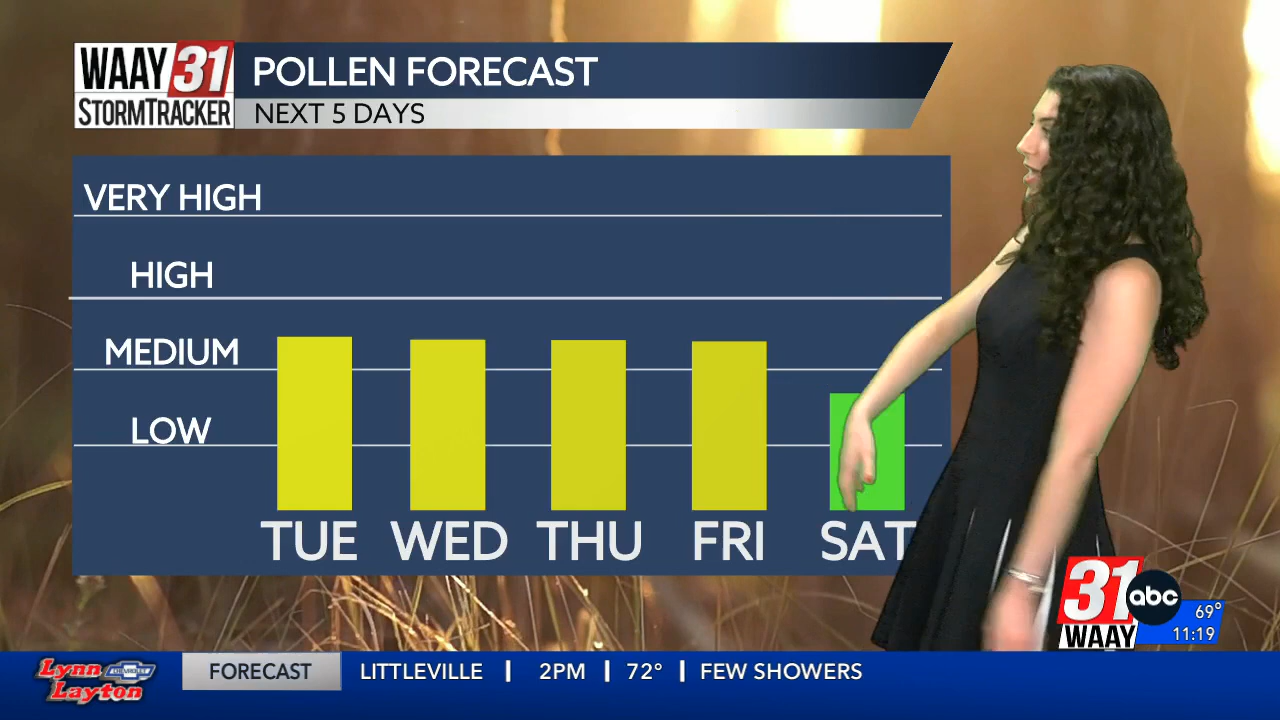 WAAY 31
STORMTRACKER
POLLEN FORECAST
NEXT 5 DAYS
VERY HIGH
HIGH
MEDIUM
LOW
TUE WED THU FRI SAT
31
abc
WAAY
69°
11:19
Lynn
CHEVROLET
Layton
FORECAST
LITTLEVILLE | 2PM | 72° | FEW SHOWERS